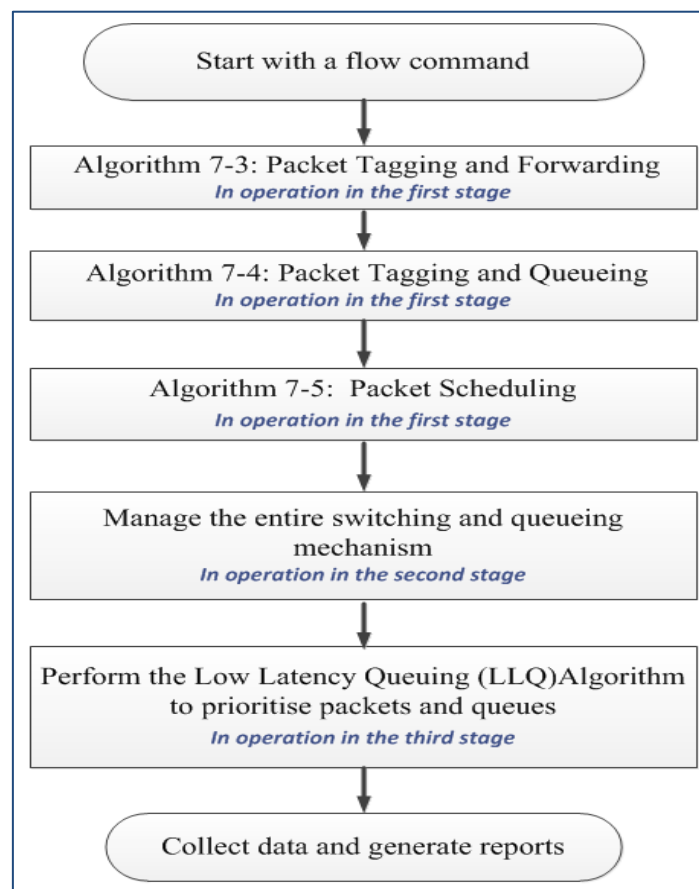 Start with a flow command
Algorithm 7-3: Packet Tagging and Forwarding
In operation in the first stage
Algorithm 7-4: Packet Tagging and Queueing
In operation in the first stage
Algorithm 7-5: Packet Scheduling
In operation in the first stage
Manage the entire switching and queueing
mechanism
In operation in the second stage
Perform the Low Latency Queuing (LLQ)Algorithm
to prioritise packets and queues
In operation in the third stage
Collect data and generate reports